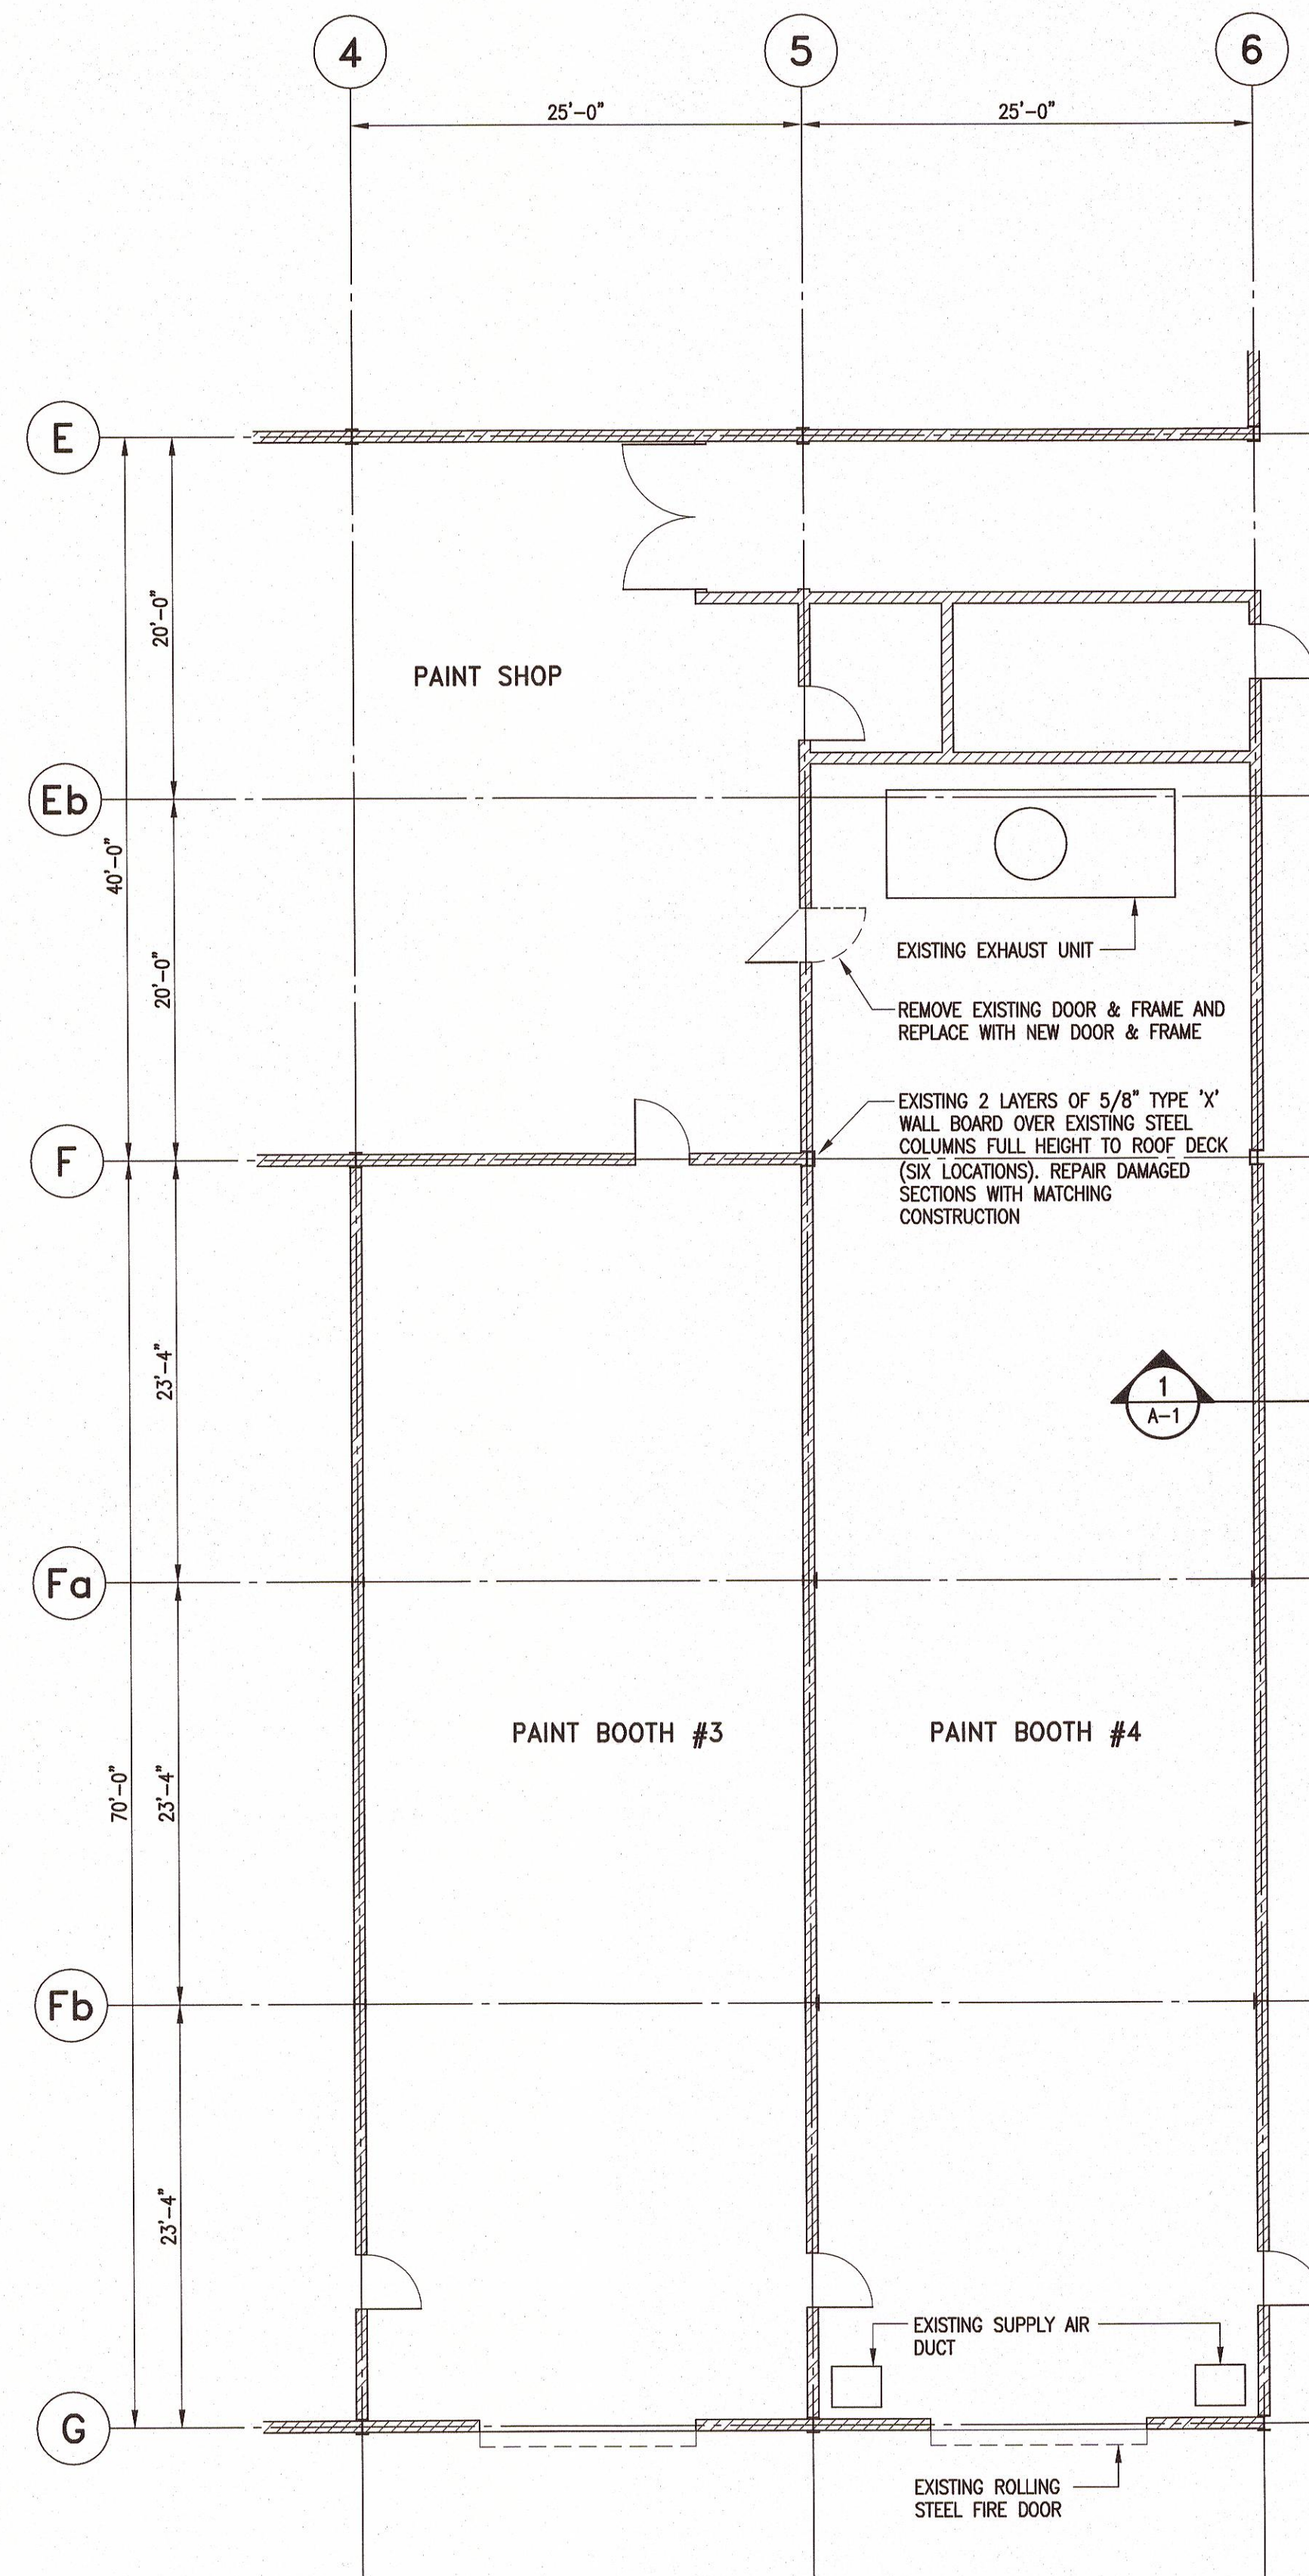 4
5
6
25'-0"
25'-0"
E
20'-0"
PAINT SHOP
Eb
40'-0"
EXISTING EXHAUST UNIT
20'-0"
REMOVE EXISTING DOOR & FRAME AND
REPLACE WITH NEW DOOR & FRAME
EXISTING 2 LAYERS OF 5/8" TYPE 'X'
WALL BOARD OVER EXISTING STEEL
COLUMNS FULL HEIGHT TO ROOF DECK
(SIX LOCATIONS). REPAIR DAMAGED
SECTIONS WITH MATCHING
CONSTRUCTION
F
23'-4"
1
A-1
Fa
PAINT BOOTH #3
PAINT BOOTH #4
70'-0"
23'-4"
Fb
23'-4"
EXISTING SUPPLY AIR
DUCT
G
EXISTING ROLLING
STEEL FIRE DOOR